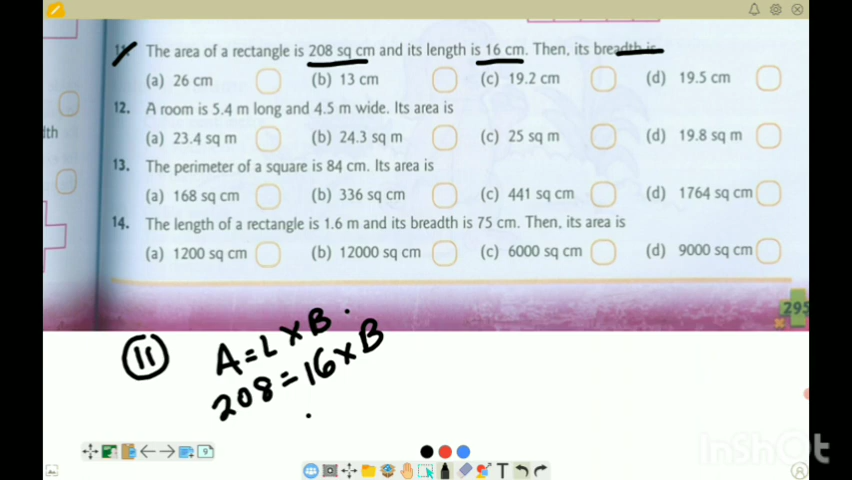 11. The area of a rectangle is 208 sq cm and its length is 16 cm. Then, its breadth is
(a) 26 cm (b) 13 cm (c) 19.2 cm (d) 19.5 cm
12. A room is 5.4 m long and 4.5 m wide. Its area is
(a) 23.4 sq m (b) 24.3 sq m (c) 25 sq m (d) 19.8 sq m
dth
13. The perimeter of a square is 84 cm. Its area is
(a) 168 sq cm (b) 336 sq cm (c) 441 sq cm (d) 1764 sq cm
14. The length of a rectangle is 1.6 m and its breadth is 75 cm. Then, its area is
(a) 1200 sq cm (b) 12000 sq cm (c) 6000 sq cm (d) 9000 sq cm
295
11 A = L × B
208 = 16 × B
InShOt
9
T